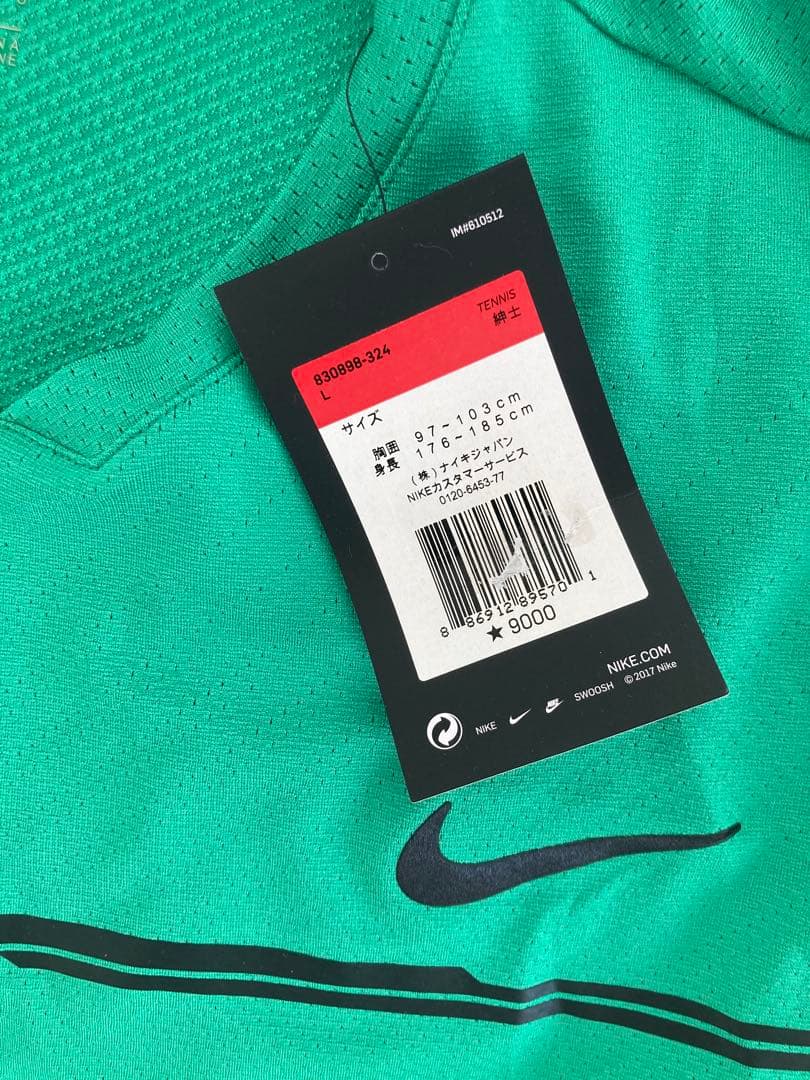 IM#610512
TENNIS
紳士
830898-324
L
サイズ
胸囲 97~103cm
身長 176~185cm
(株)ナイキジャパン
NIKEカスタマーサービス
0120-6453-77
8 86912 89570 1
★9000
NIKE.COM
NIKE SWOOSH © 2017 Nike